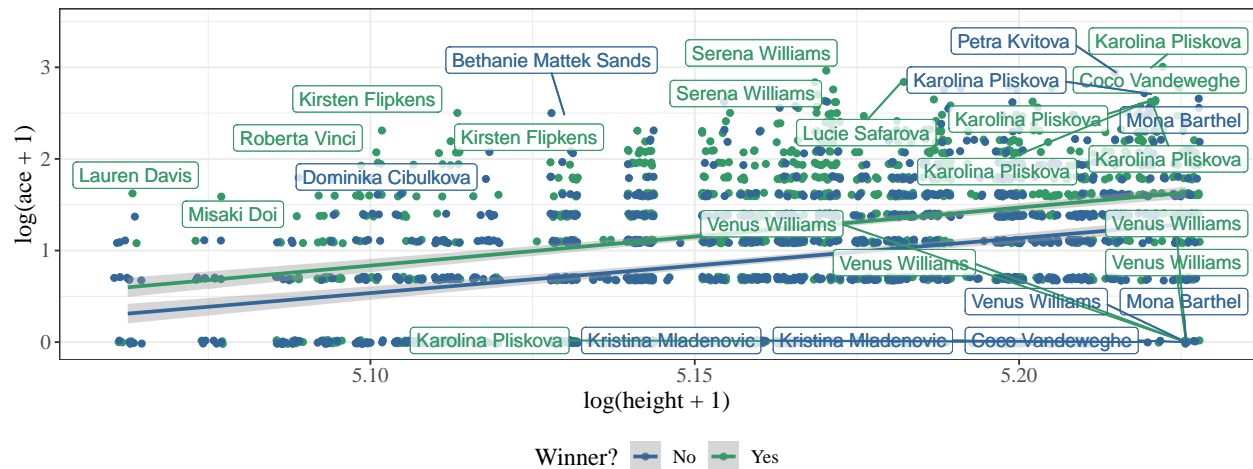 Petra Kvitova
Karolina Pliskova
Serena Williams
Bethanie Mattek Sands
Karolina Pliskova
Coco Vandeweghe
3
Kirsten Flipkens
Serena Williams
Karolina Pliskova
Mona Barthel
Roberta Vinci
Kirsten Flipkens
Lucie Safarova
2
Lauren Davis
Dominika Cibulkova
Karolina Pliskova
Karolina Pliskova
Misaki Doi
Venus Williams
Venus Williams
1
Venus Williams
Venus Williams
Venus Williams
Mona Barthel
0
Karolina Pliskova
Kristina Mladenovic
Kristina Mladenovic
Coco Vandeweghe
log(ace + 1)
5.10
5.15
5.20
log(height + 1)
Winner?
No
Yes